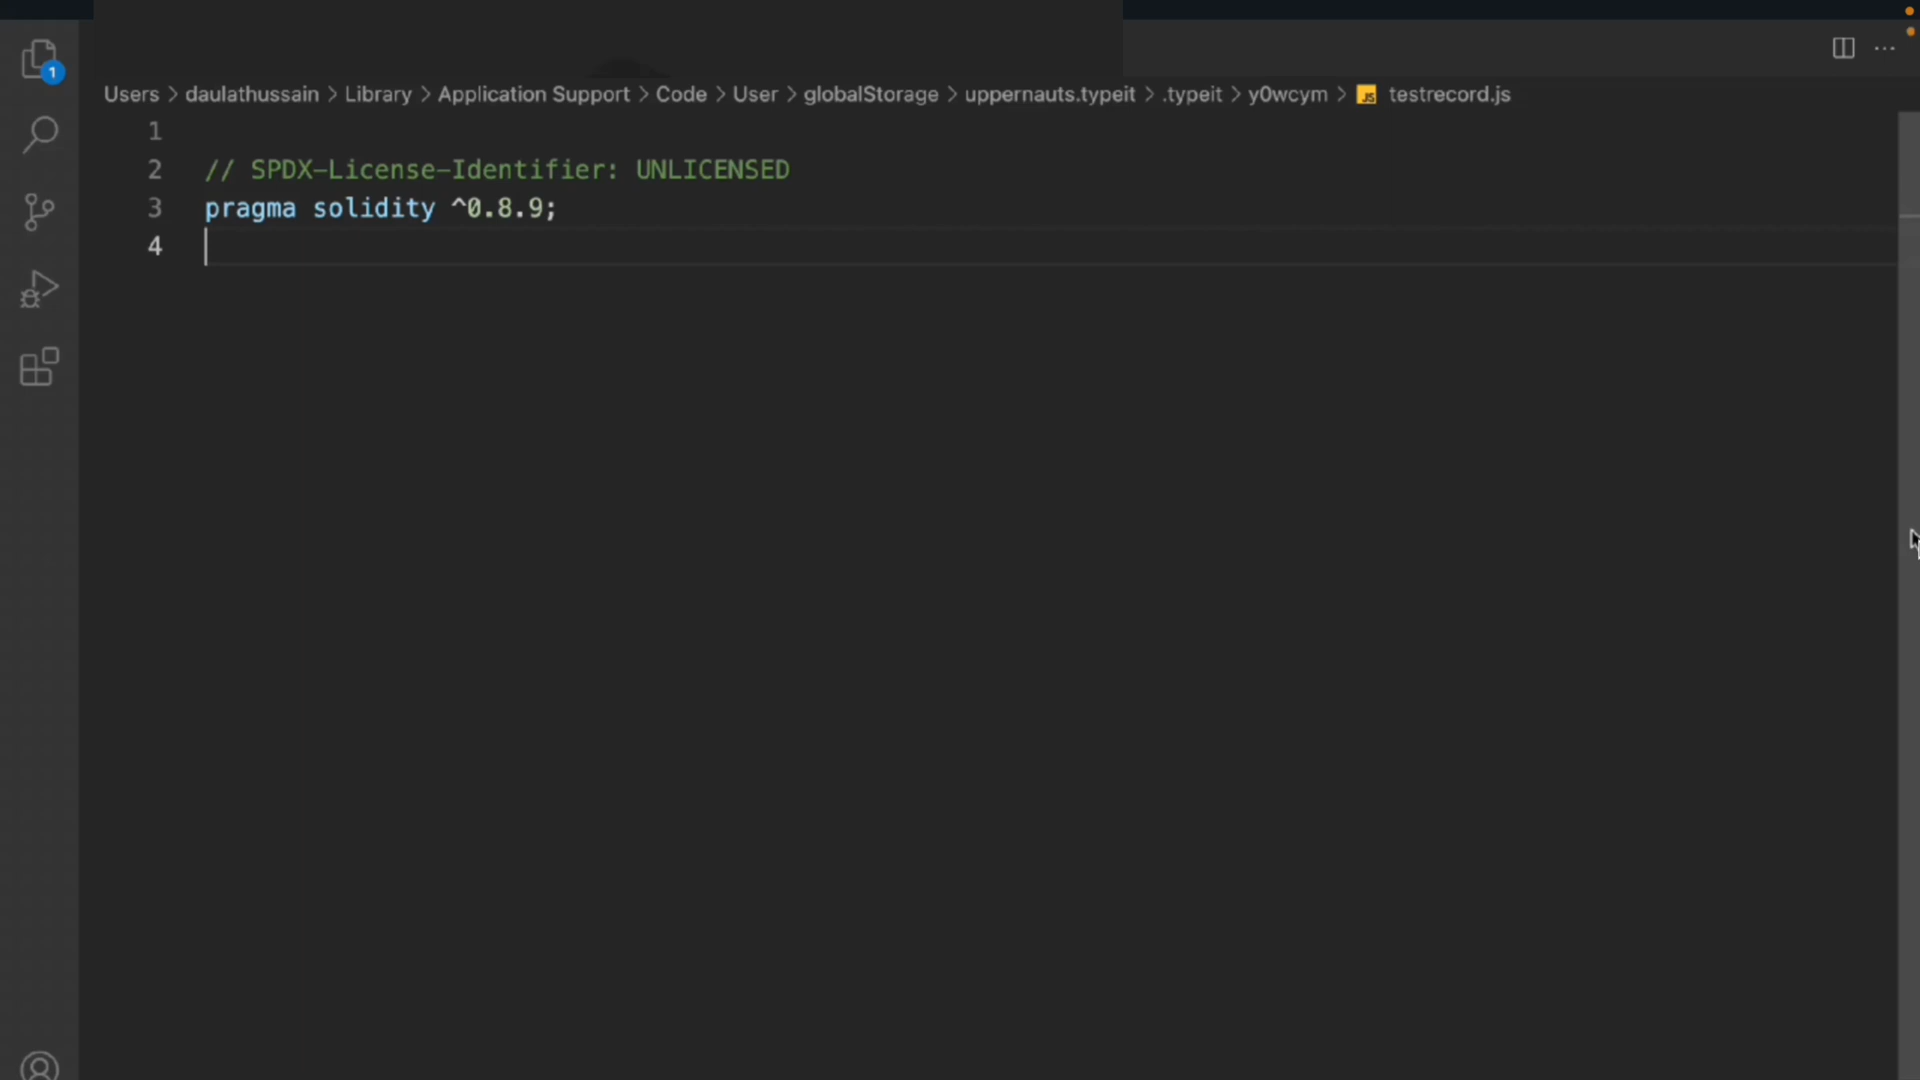 1
Users > daulathussain > Library > Application Support > Code > User > globalStorage > uppernauts.typeit > .typeit > y0wcym > JS testrecord.js
1
2 // SPDX-License-Identifier: UNLICENSED
3 pragma solidity ^0.8.9;
4